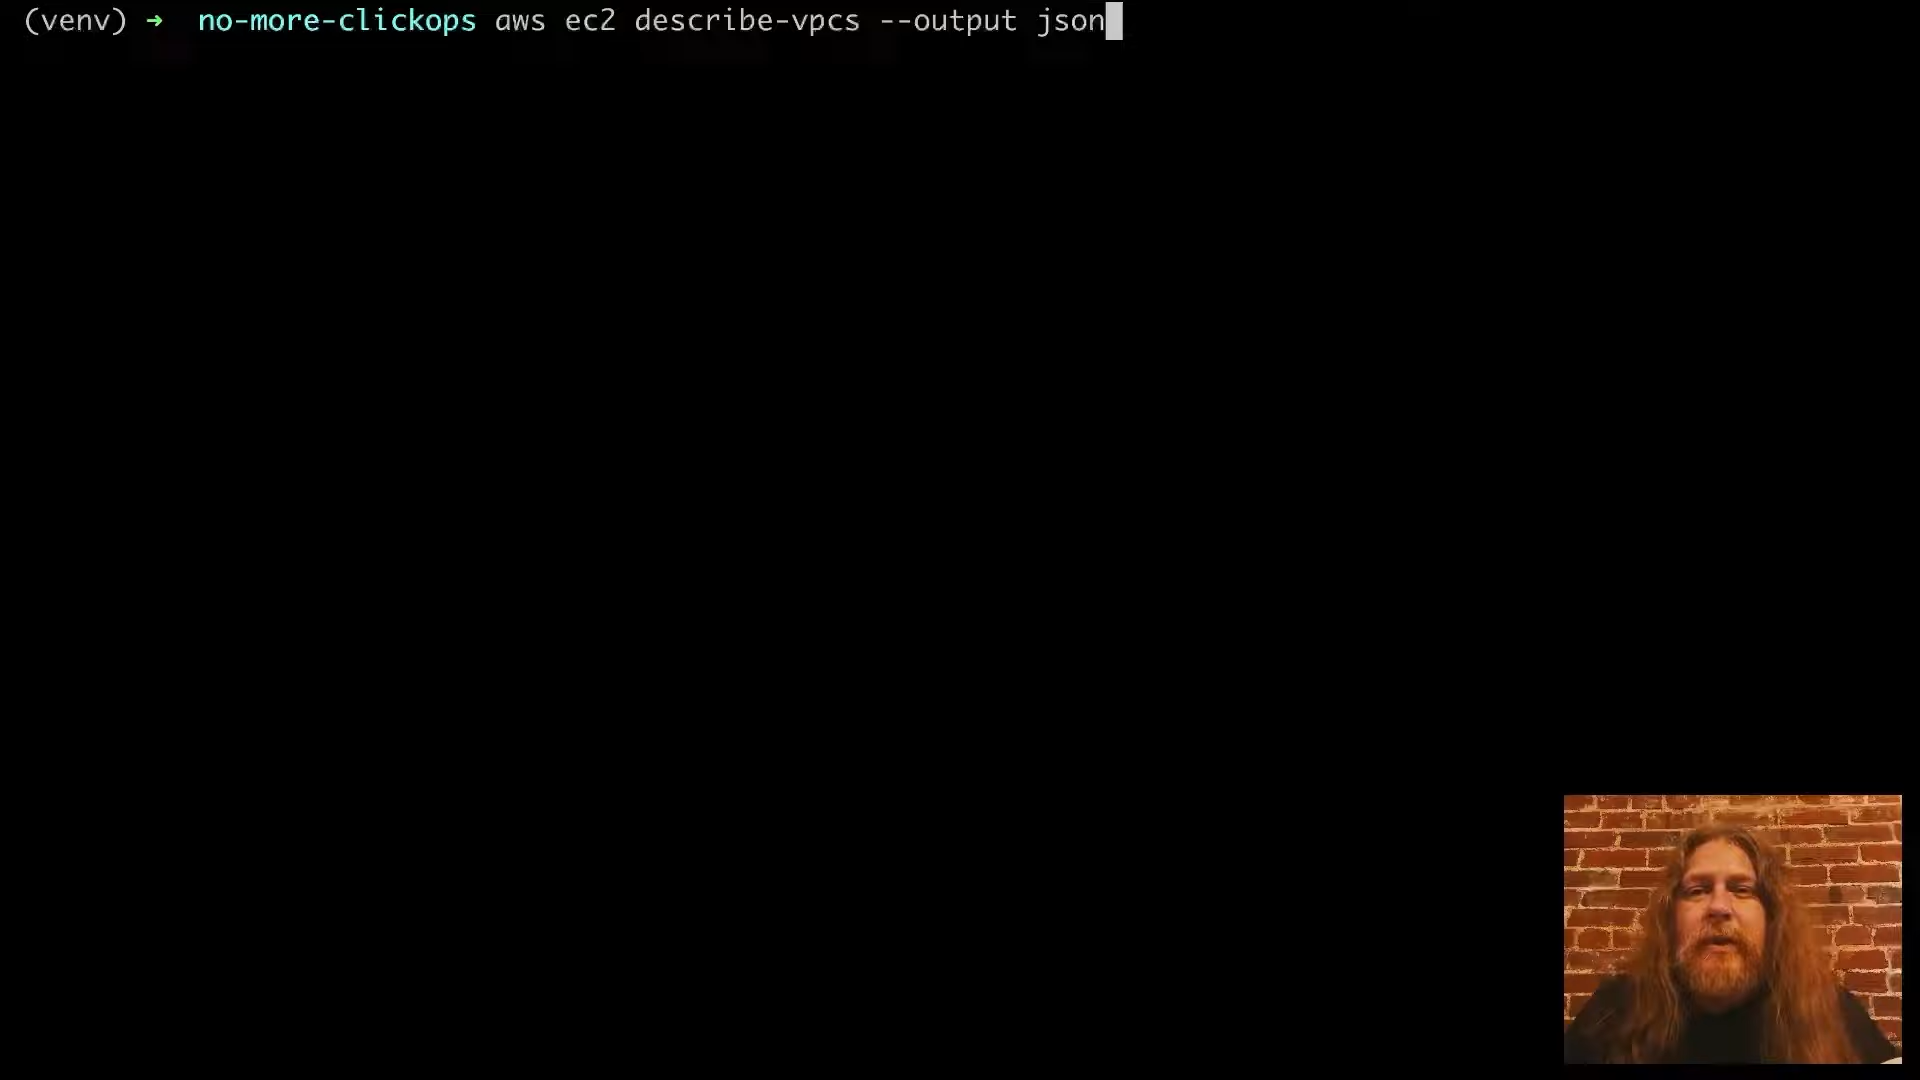 (venv) ➜ no-more-clickops aws ec2 describe-vpcs --output json